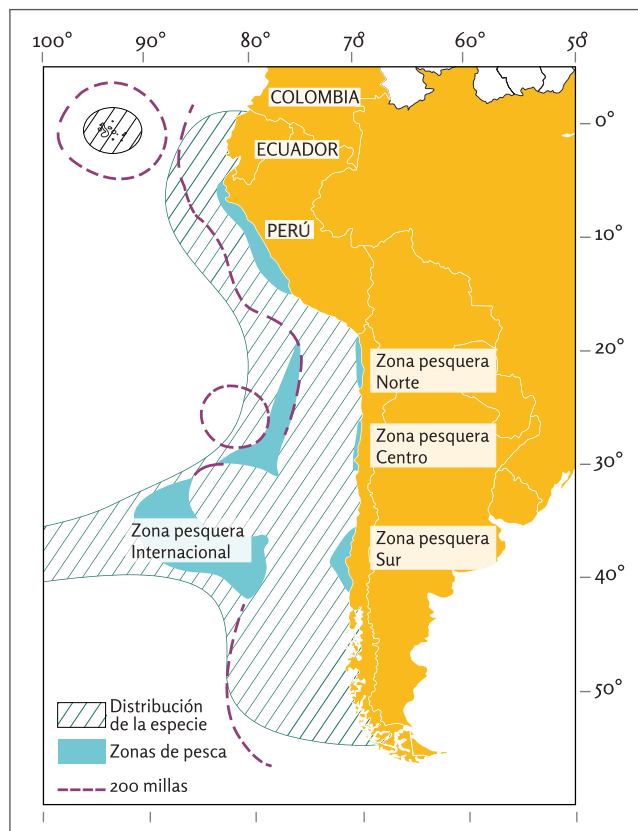 100° 90° 80° 70° 60° 50°
COLOMBIA
0°
ECUADOR
PERÚ
10°
20°
Zona pesquera
Norte
Zona pesquera
Centro
30°
Zona pesquera
Internacional
Zona pesquera
Sur
40°
50°
Distribución
de la especie
Zonas de pesca
200 millas